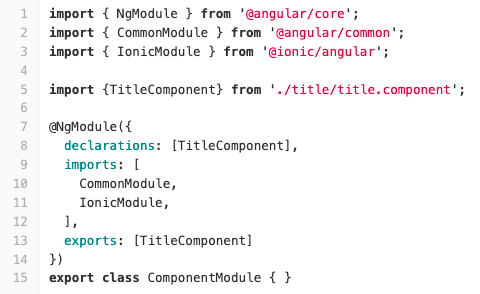 1 import { NgModule } from '@angular/core';
2 import { CommonModule } from '@angular/common';
3 import { IonicModule } from '@ionic/angular';
4
5 import {TitleComponent} from './title/title.component';
6
7 @NgModule({
8   declarations: [TitleComponent],
9   imports: [
10     CommonModule,
11     IonicModule,
12   ],
13   exports: [TitleComponent]
14 })
15 export class ComponentModule { }